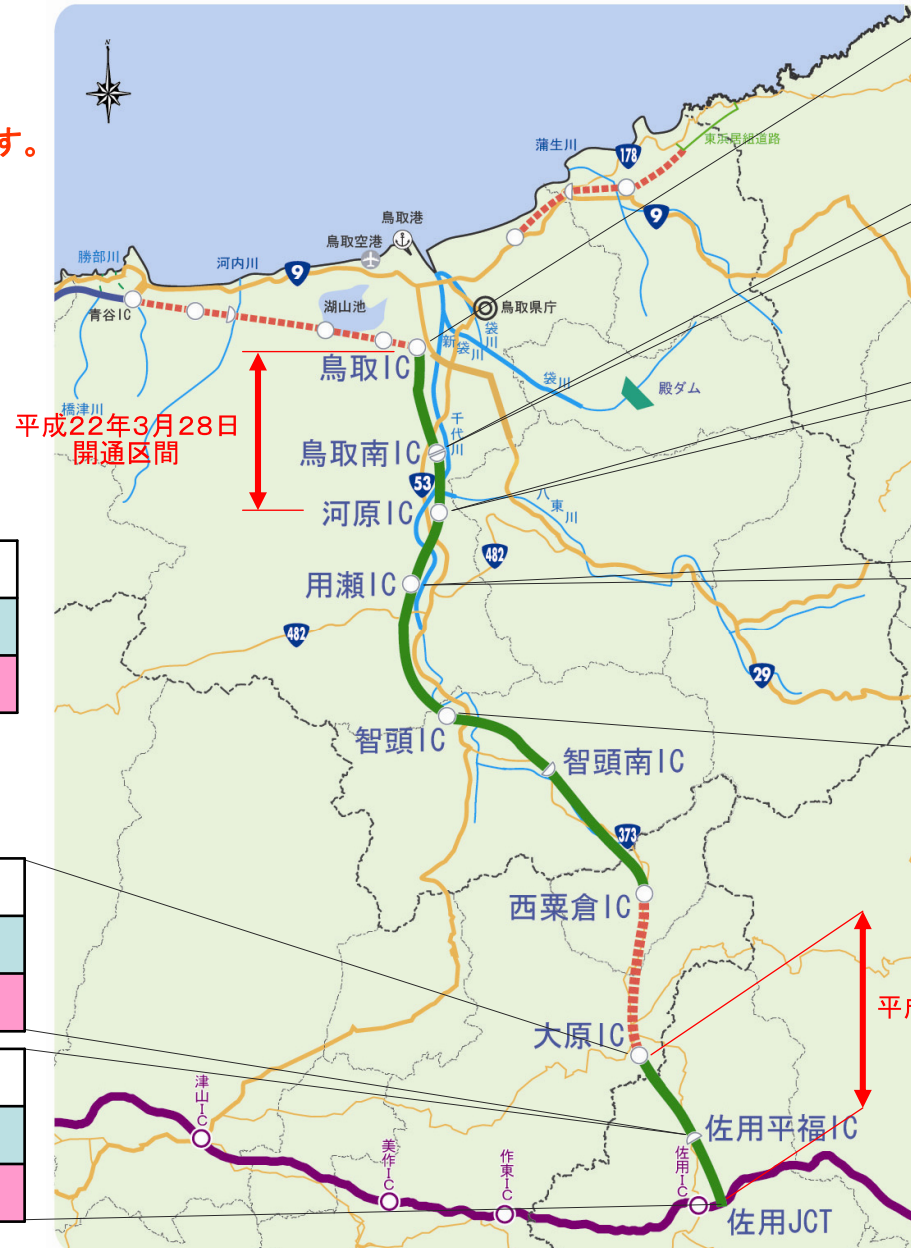 N
す。
東浜居組道路
蒲生川
178
9
鳥取港
鳥取空港
勝部川
河内川
9
湖山池
鳥取県庁
青谷IC
袋川
新袋川
鳥取IC
袋川
殿ダム
橋津川
平成22年3月28日
開通区間
千代川
鳥取南IC
53
八東川
河原IC
482
用瀬IC
482
29
智頭IC
智頭南IC
373
西粟倉IC
平成
大原IC
津山IC
佐用平福IC
美作IC
作東IC
佐用IC
佐用JCT